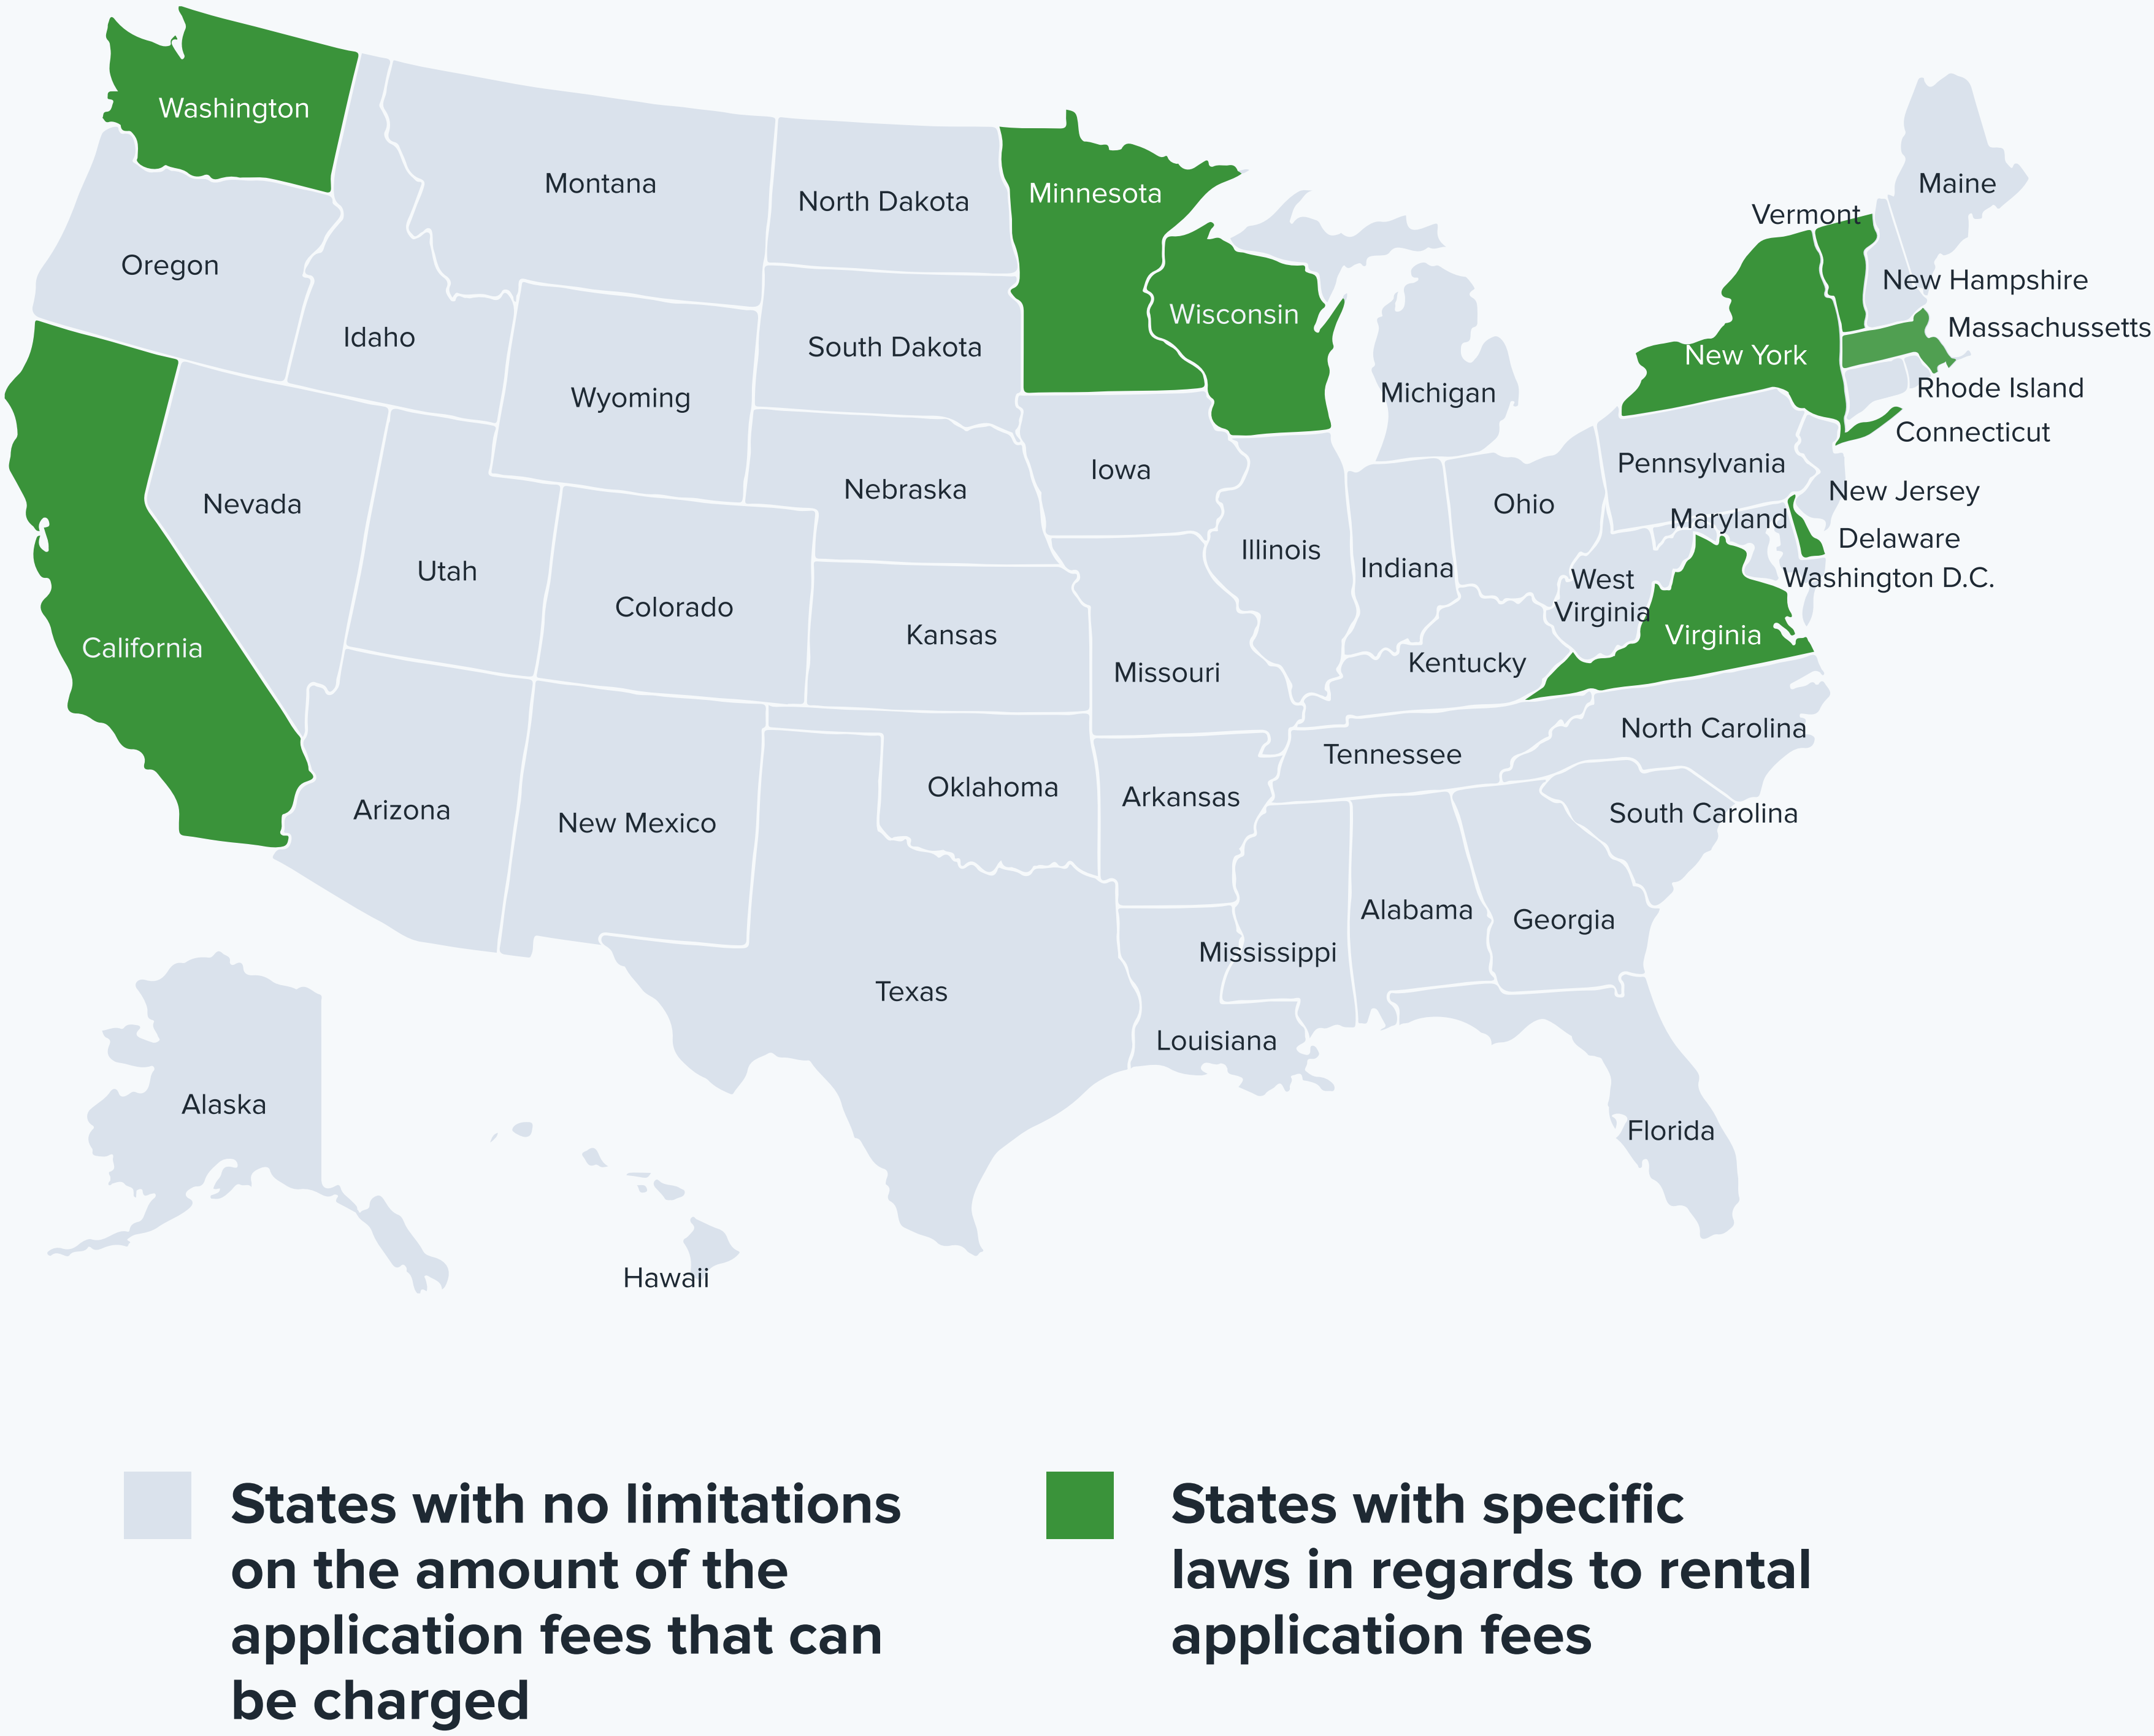 Washington
Montana
North Dakota
Minnesota
Maine
Vermont
Oregon
New Hampshire
Idaho
South Dakota
Wisconsin
Massachussetts
New York
Wyoming
Michigan
Rhode Island
Connecticut
Nevada
Nebraska
Iowa
Pennsylvania
New Jersey
Ohio
Maryland
Delaware
Utah
Illinois
Indiana
West
Virginia
Washington D.C.
Colorado
California
Kansas
Virginia
Missouri
Kentucky
North Carolina
Tennessee
Arizona
New Mexico
Oklahoma
Arkansas
South Carolina
Alabama
Georgia
Mississippi
Texas
Louisiana
Alaska
Florida
Hawaii
States with no limitations
on the amount of the
application fees that can
be charged
States with specific
laws in regards to rental
application fees